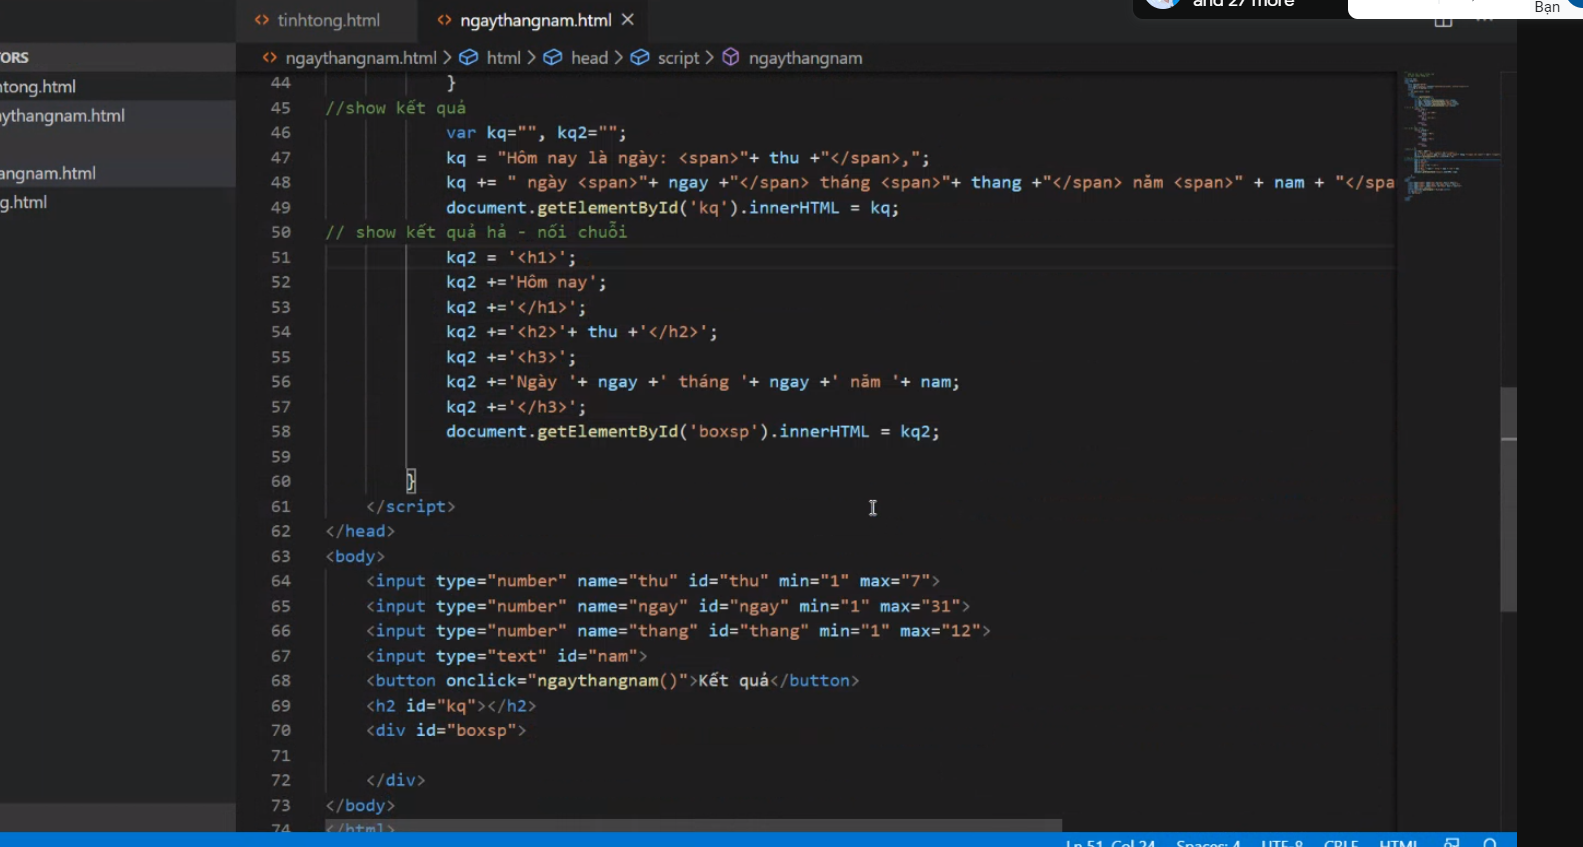 and 27 more
Bạn
tinhtong.html
ngaythangnam.html
ORS
ngaythangnam.html > html > head > script > ngaythangnam
tong.html
aythangnam.html
angnam.html
g.html
44 }
45 //show kết quả
46 var kq="", kq2="";
47 kq = "Hôm nay là ngày: <span>"+ thu +"</span>,";
48 kq += " ngày <span>"+ ngay +"</span> tháng <span>"+ thang +"</span> năm <span>" + nam + "</spa
49 document.getElementById('kq').innerHTML = kq;
50 // show kết quả hả - nối chuỗi
51 kq2 = '<h1>';
52 kq2 +='Hôm nay';
53 kq2 +='</h1>';
54 kq2 +='<h2>'+ thu +'</h2>';
55 kq2 +='<h3>';
56 kq2 +='Ngày '+ ngay +' tháng '+ ngay +' năm '+ nam;
57 kq2 +='</h3>';
58 document.getElementById('boxsp').innerHTML = kq2;
59
60 }
61 </script>
62 </head>
63 <body>
64 <input type="number" name="thu" id="thu" min="1" max="7">
65 <input type="number" name="ngay" id="ngay" min="1" max="31">
66 <input type="number" name="thang" id="thang" min="1" max="12">
67 <input type="text" id="nam">
68 <button onclick="ngaythangnam()">Kết quả</button>
69 <h2 id="kq"></h2>
70 <div id="boxsp">
71
72 </div>
73 </body>
74 </html>
Ln 51, Col 24 Spaces: 4 UTF-8 CRLF HTML